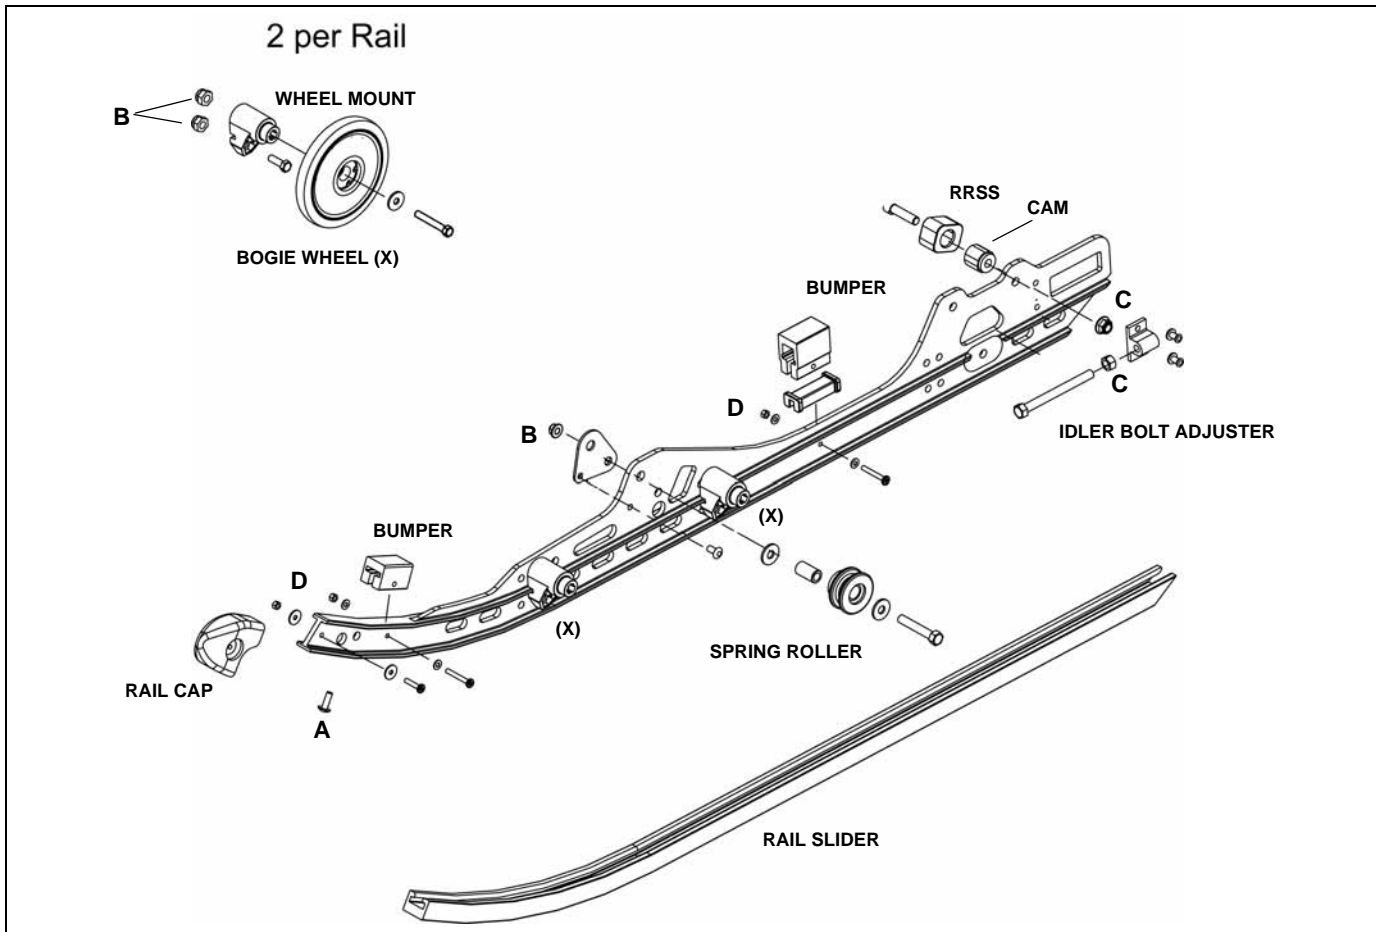 2 per Rail
WHEEL MOUNT
B
BOGIE WHEEL (X)
RRSS
CAM
BUMPER
C
C
D
IDLER BOLT ADJUSTER
B
(X)
BUMPER
D
(X)
SPRING ROLLER
RAIL CAP
A
RAIL SLIDER